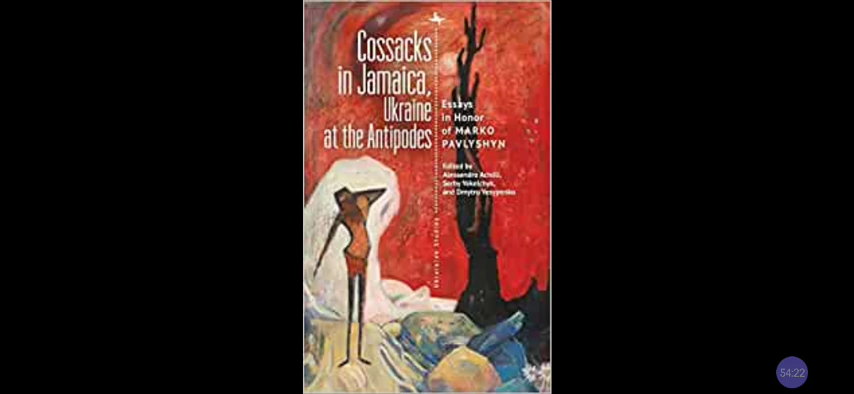 Cossacks
in Jamaica,
Ukraine
at the Antipodes
Essays
in Honor
of MARKO
PAVLYSHYN
Edited by
Alessandro Achilli,
Serhy Yekelchyk,
and Dmytro Yesypenko
Ukrainian Studies
54:22